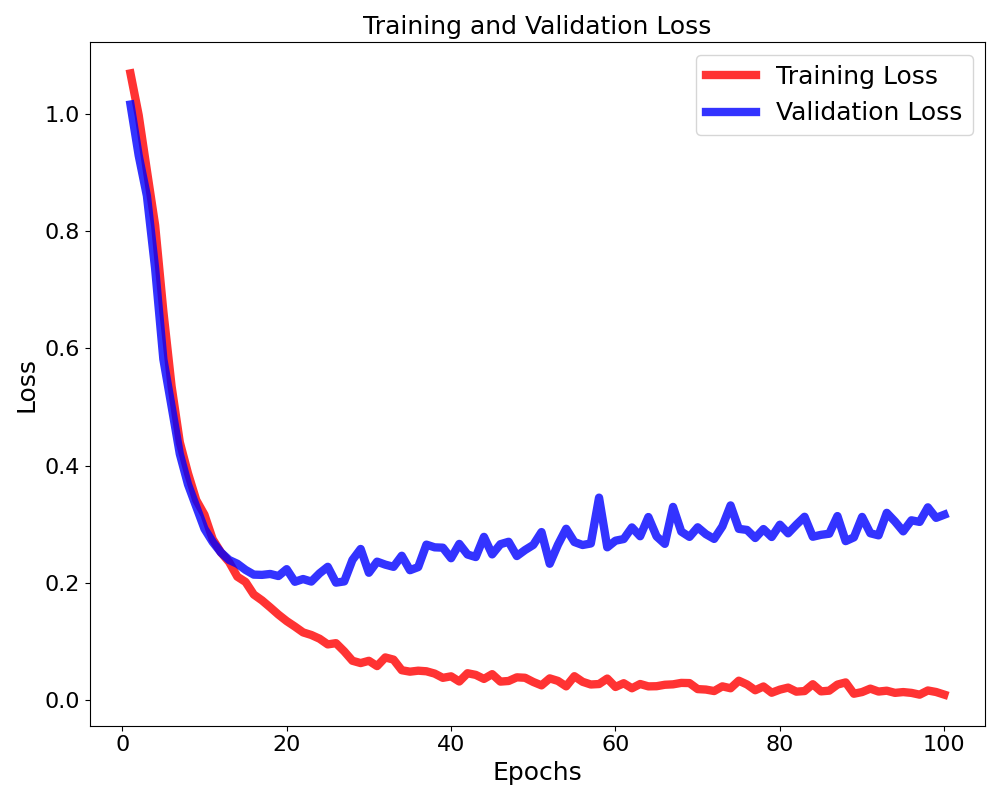 Training and Validation Loss
Training Loss
Validation Loss
Loss
1.0
0.8
0.6
0.4
0.2
0.0
0 20 40 60 80 100
Epochs